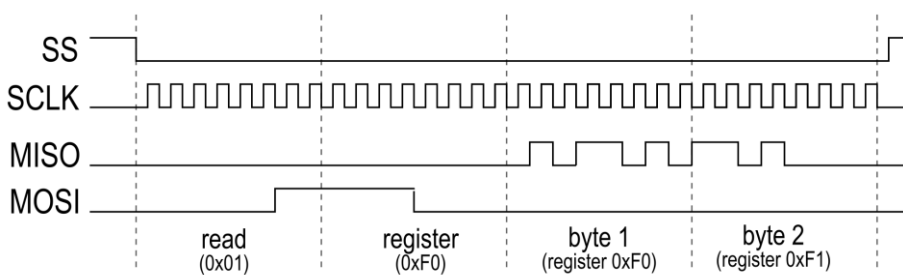 SS
SCLK
MISO
MOSI
read
(0x01)
register
(0xF0)
byte 1
(register 0xF0)
byte 2
(register 0xF1)